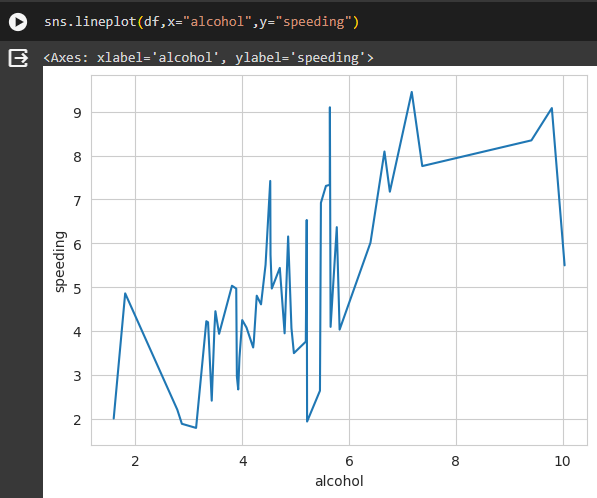 sns.lineplot(df,x="alcohol",y="speeding")
<Axes: xlabel='alcohol', ylabel='speeding'>
9
8
7
6
5
4
3
2
speeding
2 4 6 8 10
alcohol